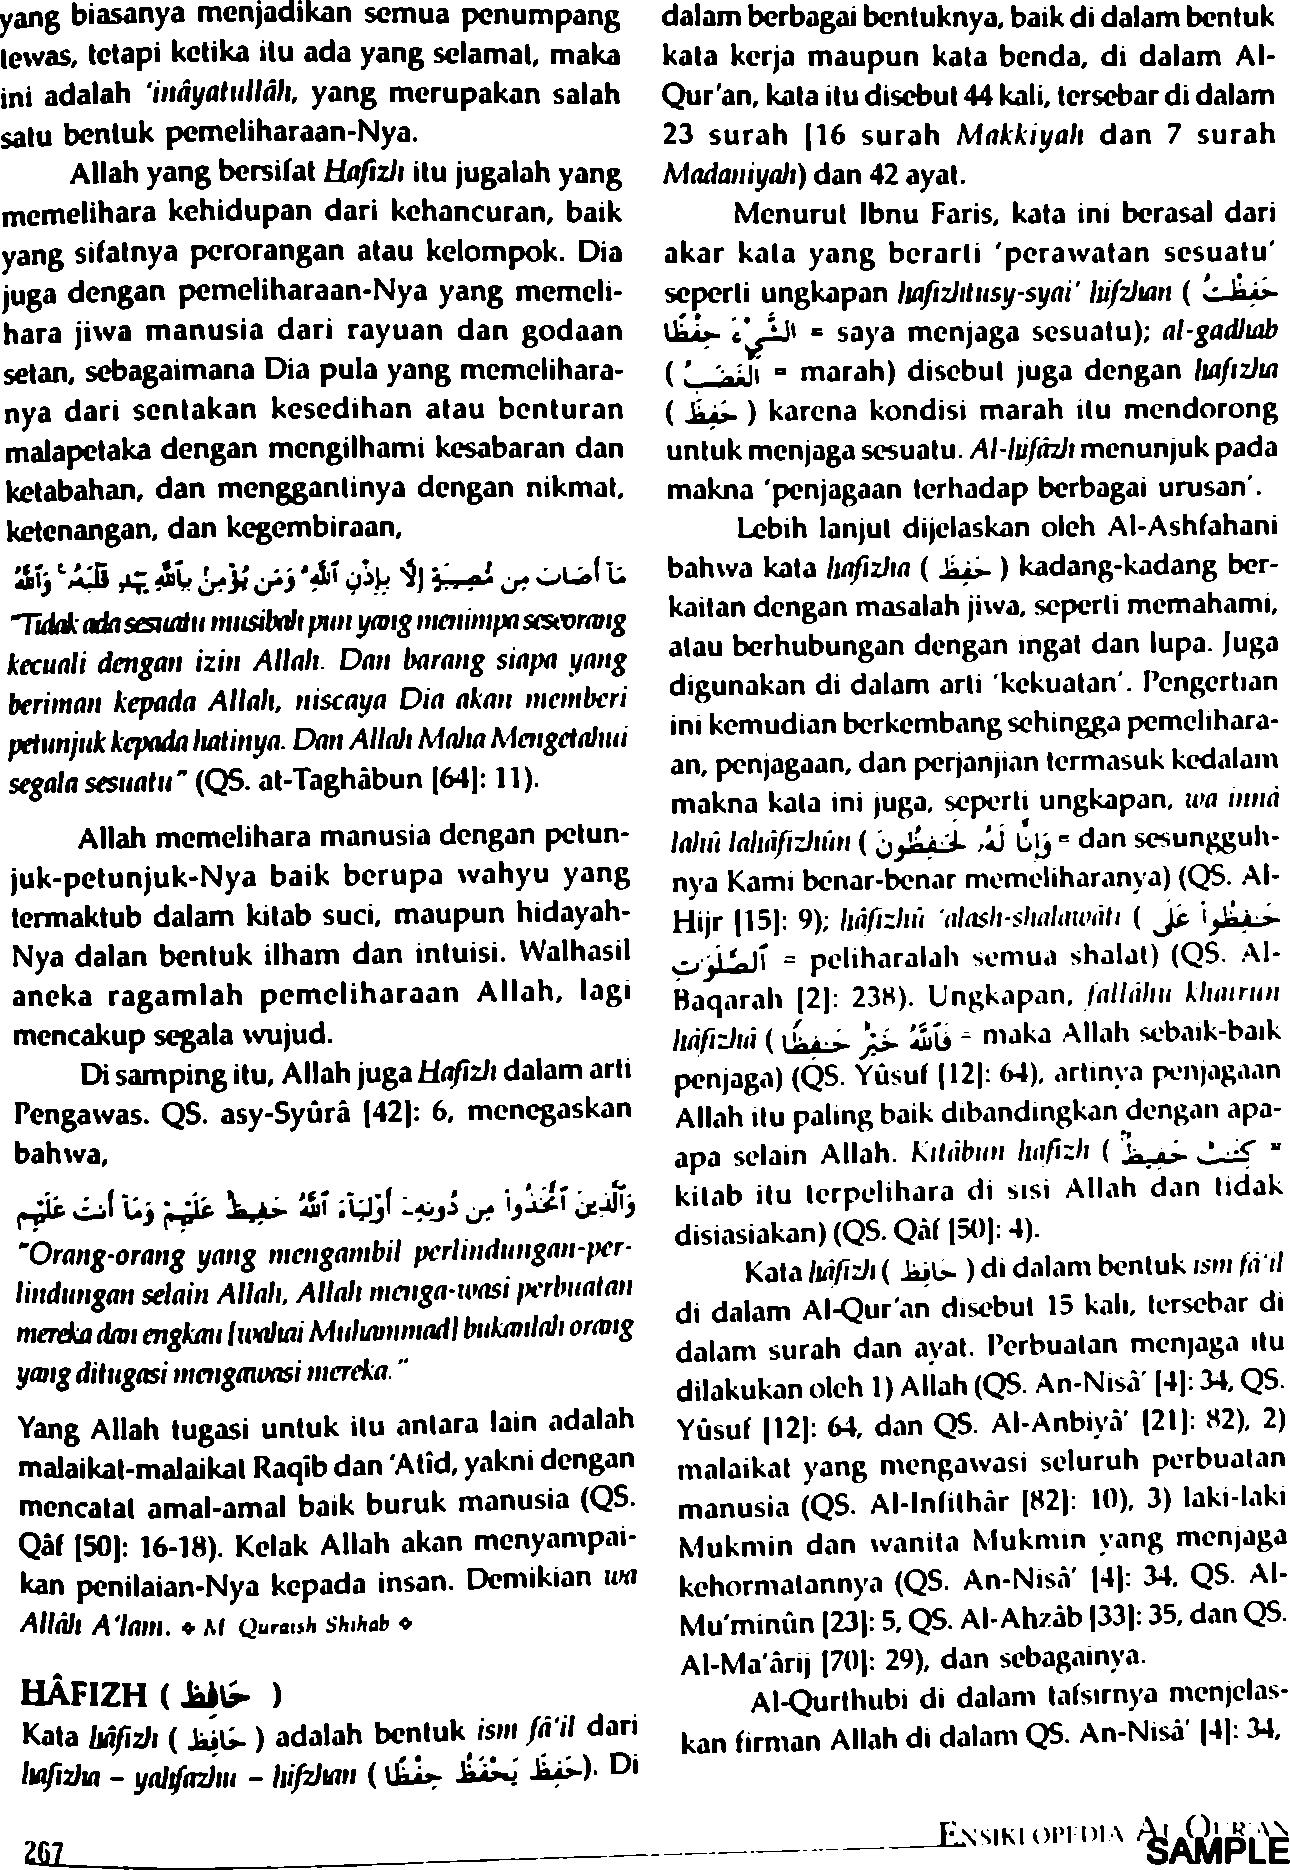 yang biasanya menjadikan semua penumpang
tewas, tetapi ketika itu ada yang selamat, maka
ini adalah 'inâyatullâh, yang merupakan salah
satu bentuk pemeliharaan-Nya.
Allah yang bersifat Hafîzh itu jugalah yang
memelihara kehidupan dari kehancuran, baik
yang sifatnya perorangan atau kelompok. Dia
juga dengan pemeliharaan-Nya yang memeli-
hara jiwa manusia dari rayuan dan godaan
setan, sebagaimana Dia pula yang memelihara-
nya dari sentakan kesedihan atau benturan
malapetaka dengan mengilhami kesabaran dan
ketabahan, dan menggantinya dengan nikmat,
ketenangan, dan kegembiraan,
مَآ أَصَابَ مِن مُّصِيبَةٍ إِلَّا بِإِذْنِ ٱللَّهِ ۗ وَمَن يُؤْمِنۢ بِٱللَّهِ يَهْدِ قَلْبَهُۥ ۚ وَٱللَّهُ
"Tidak ada sesuatu musibah pun yang menimpa seseorang
kecuali dengan izin Allah. Dan barang siapa yang
beriman kepada Allah, niscaya Dia akan memberi
petunjuk kepada hatinya. Dan Allah Maha Mengetahui
segala sesuatu" (QS. at-Taghâbun [64]: 11).
Allah memelihara manusia dengan petun-
juk-petunjuk-Nya baik berupa wahyu yang
termaktub dalam kitab suci, maupun hidayah-
Nya dalan bentuk ilham dan intuisi. Walhasil
aneka ragamlah pemeliharaan Allah, lagi
mencakup segala wujud.
Di samping itu, Allah juga Hafîzh dalam arti
Pengawas. QS. asy-Syûrâ [42]: 6, menegaskan
bahwa,
وَٱلَّذِينَ ٱتَّخَذُوا۟ مِن دُونِهِۦٓ أَوْلِيَآءَ ٱللَّهُ حَفِيظٌ عَلَيْهِمْ وَمَآ أَنتَ عَلَيْهِم
"Orang-orang yang mengambil perlindungan-per-
lindungan selain Allah, Allah menga-wasi perbuatan
mereka dan engkau [wahai Muhammad] bukanlah orang
yang ditugasi mengawasi mereka."
Yang Allah tugasi untuk itu antara lain adalah
malaikat-malaikat Raqîb dan 'Atîd, yakni dengan
mencatat amal-amal baik buruk manusia (QS.
Qâf [50]: 16-18). Kelak Allah akan menyampai-
kan penilaian-Nya kepada insan. Demikian wa
Allâh A'lam. ⬥ M Quraish Shihab ⬥
HÂFIZH ( حَافِظ )
Kata hâfizh ( حَافِظ ) adalah bentuk ism fâ'il dari
hafizha – yahfazhu – hifzhan ( حَفِظَ يَحْفَظُ حِفْظًا). Di
dalam berbagai bentuknya, baik di dalam bentuk
kata kerja maupun kata benda, di dalam Al-
Qur'an, kata itu disebut 44 kali, tersebar di dalam
23 surah [16 surah Makkiyah dan 7 surah
Madaniyah) dan 42 ayat.
Menurut Ibnu Faris, kata ini berasal dari
akar kata yang berarti 'perawatan sesuatu'
seperti ungkapan hafizhtusy-syai' hifzhan ( حَفِظْتُ
الشَّيْءَ حِفْظًا = saya menjaga sesuatu); al-gadhab
( الْغَضَبُ = marah) disebut juga dengan hafizha
( حَفِظَ ) karena kondisi marah itu mendorong
untuk menjaga sesuatu. Al-hifâzh menunjuk pada
makna 'penjagaan terhadap berbagai urusan'.
Lebih lanjut dijelaskan oleh Al-Ashfahani
bahwa kata hafizha ( حَفِظَ ) kadang-kadang ber-
kaitan dengan masalah jiwa, seperti memahami,
atau berhubungan dengan ingat dan lupa. Juga
digunakan di dalam arti 'kekuatan'. Pengertian
ini kemudian berkembang sehingga pemelihara-
an, penjagaan, dan perjanjian termasuk kedalam
makna kata ini juga, seperti ungkapan, wa innâ
lahû lahâfizhûn ( وَإِنَّا لَهُۥ لَحَـٰفِظُونَ = dan sesungguh-
nya Kami benar-benar memeliharanya) (QS. Al-
Hijr [15]: 9); hâfizhû 'alash-shalawâti ( حَـٰفِظُوا۟ عَلَى
ٱلصَّلَوَٰتِ = peliharalah semua shalat) (QS. Al-
Baqarah [2]: 238). Ungkapan, fallâhu khairun
hâfizhâ ( فَٱللَّهُ خَيْرٌ حَـٰفِظًا = maka Allah sebaik-baik
penjaga) (QS. Yûsuf [12]: 64), artinya penjagaan
Allah itu paling baik dibandingkan dengan apa-
apa selain Allah. Kitâbun hafîzh ( كِتَـٰبٌ حَفِيظٌۢ =
kitab itu terpelihara di sisi Allah dan tidak
disiasiakan) (QS. Qâf [50]: 4).
Kata hâfizh ( حَافِظ ) di dalam bentuk ism fâ'il
di dalam Al-Qur'an disebut 15 kali, tersebar di
dalam surah dan ayat. Perbuatan menjaga itu
dilakukan oleh 1) Allah (QS. An-Nisâ' [4]: 34, QS.
Yûsuf [12]: 64, dan QS. Al-Anbiyâ' [21]: 82), 2)
malaikat yang mengawasi seluruh perbuatan
manusia (QS. Al-Infithâr [82]: 10), 3) laki-laki
Mukmin dan wanita Mukmin yang menjaga
kehormatannya (QS. An-Nisâ' [4]: 34, QS. Al-
Mu'minûn [23]: 5, QS. Al-Ahzâb [33]: 35, dan QS.
Al-Ma'ârij [70]: 29), dan sebagainya.
Al-Qurthubi di dalam tafsirnya menjelas-
kan firman Allah di dalam QS. An-Nisâ' [4]: 34,
267
ENSIKLOPEDIA AL-QUR'AN
SAMPLE